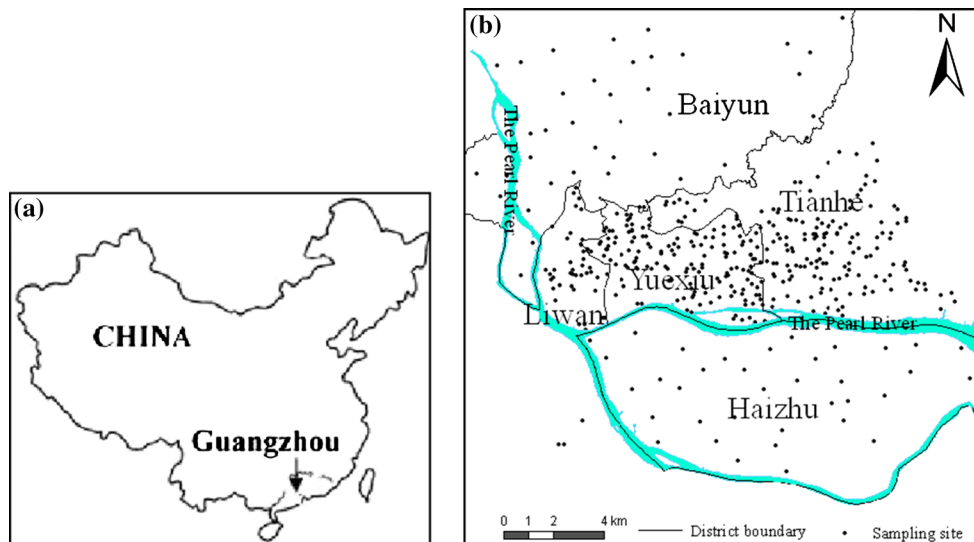 (a)
CHINA
Guangzhou
(b)
N
Baiyun
The Pearl River
Tianhe
Yuexiu
Liwan
The Pearl River
Haizhu
0 1 2 4 km
District boundary
Sampling site